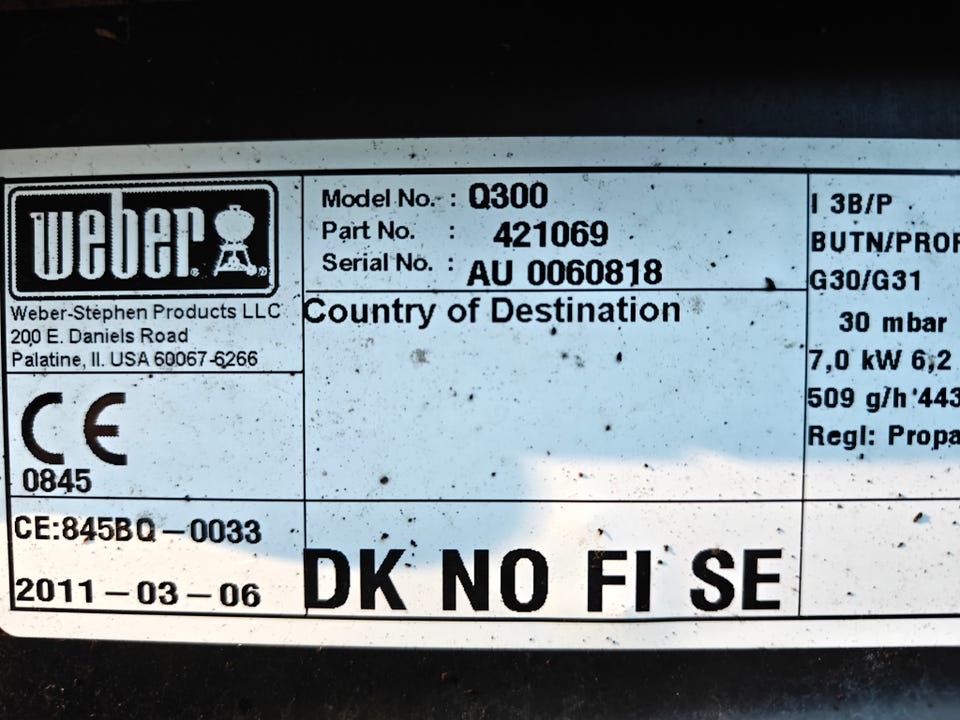 weber
Weber-Stephen Products LLC
200 E. Daniels Road
Palatine, Il. USA 60067-6266
CE
0845
CE:845BQ-0033
2011-03-06
Model No. : Q300
Part No. : 421069
Serial No. : AU 0060818
Country of Destination
DK NO FI SE
I 3B/P
BUTN/PROP
G30/G31
30 mbar
7,0 kW 6,2
509 g/h 443
Regl: Propa